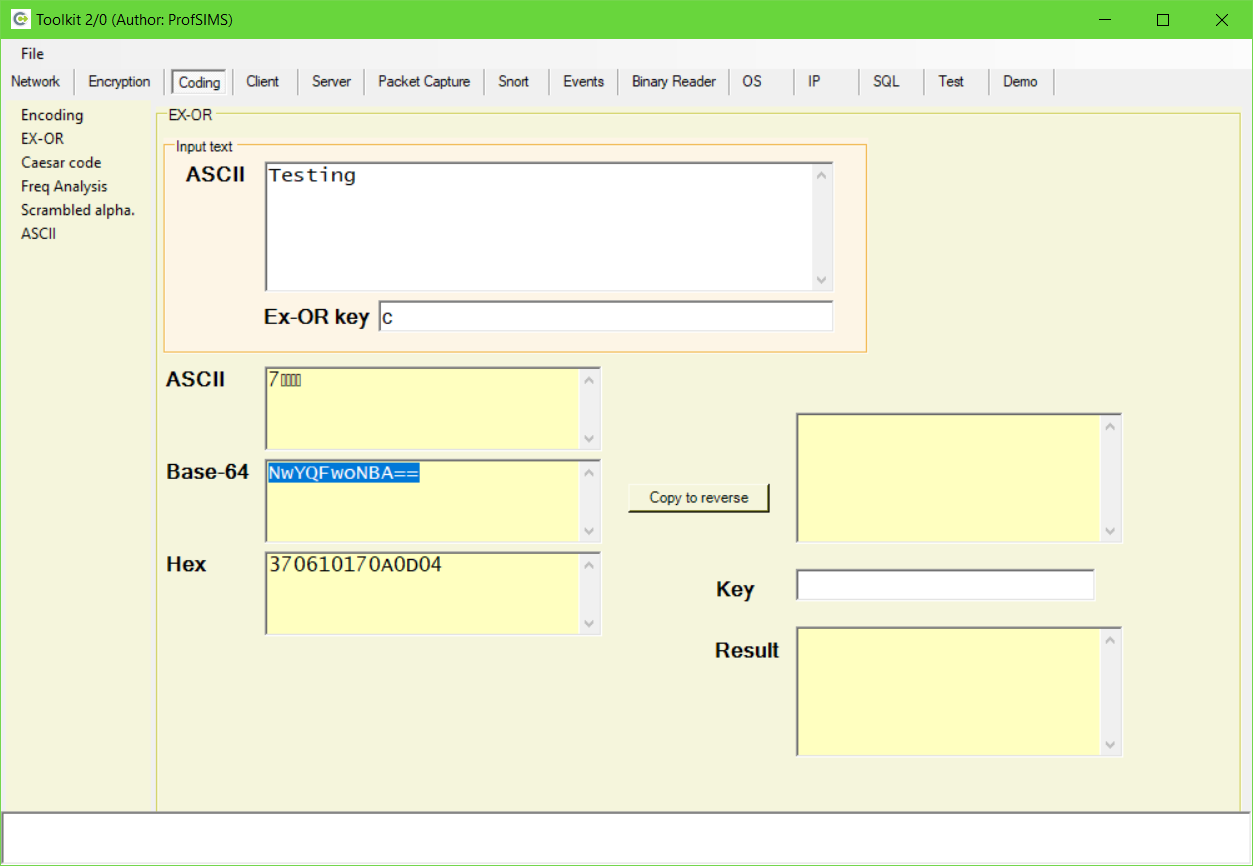 Toolkit 2/0 (Author: ProfSIMS)
File
Network Encryption Coding Client Server Packet Capture Snort Events Binary Reader OS IP SQL Test Demo
Encoding
EX-OR
Caesar code
Freq Analysis
Scrambled alpha.
ASCII
EX-OR
Input text
ASCII Testing
Ex-OR key c
ASCII 7▯▯▯▯
Base-64 NwYQFwoNBA==
Hex 370610170A0D04
Copy to reverse
Key
Result